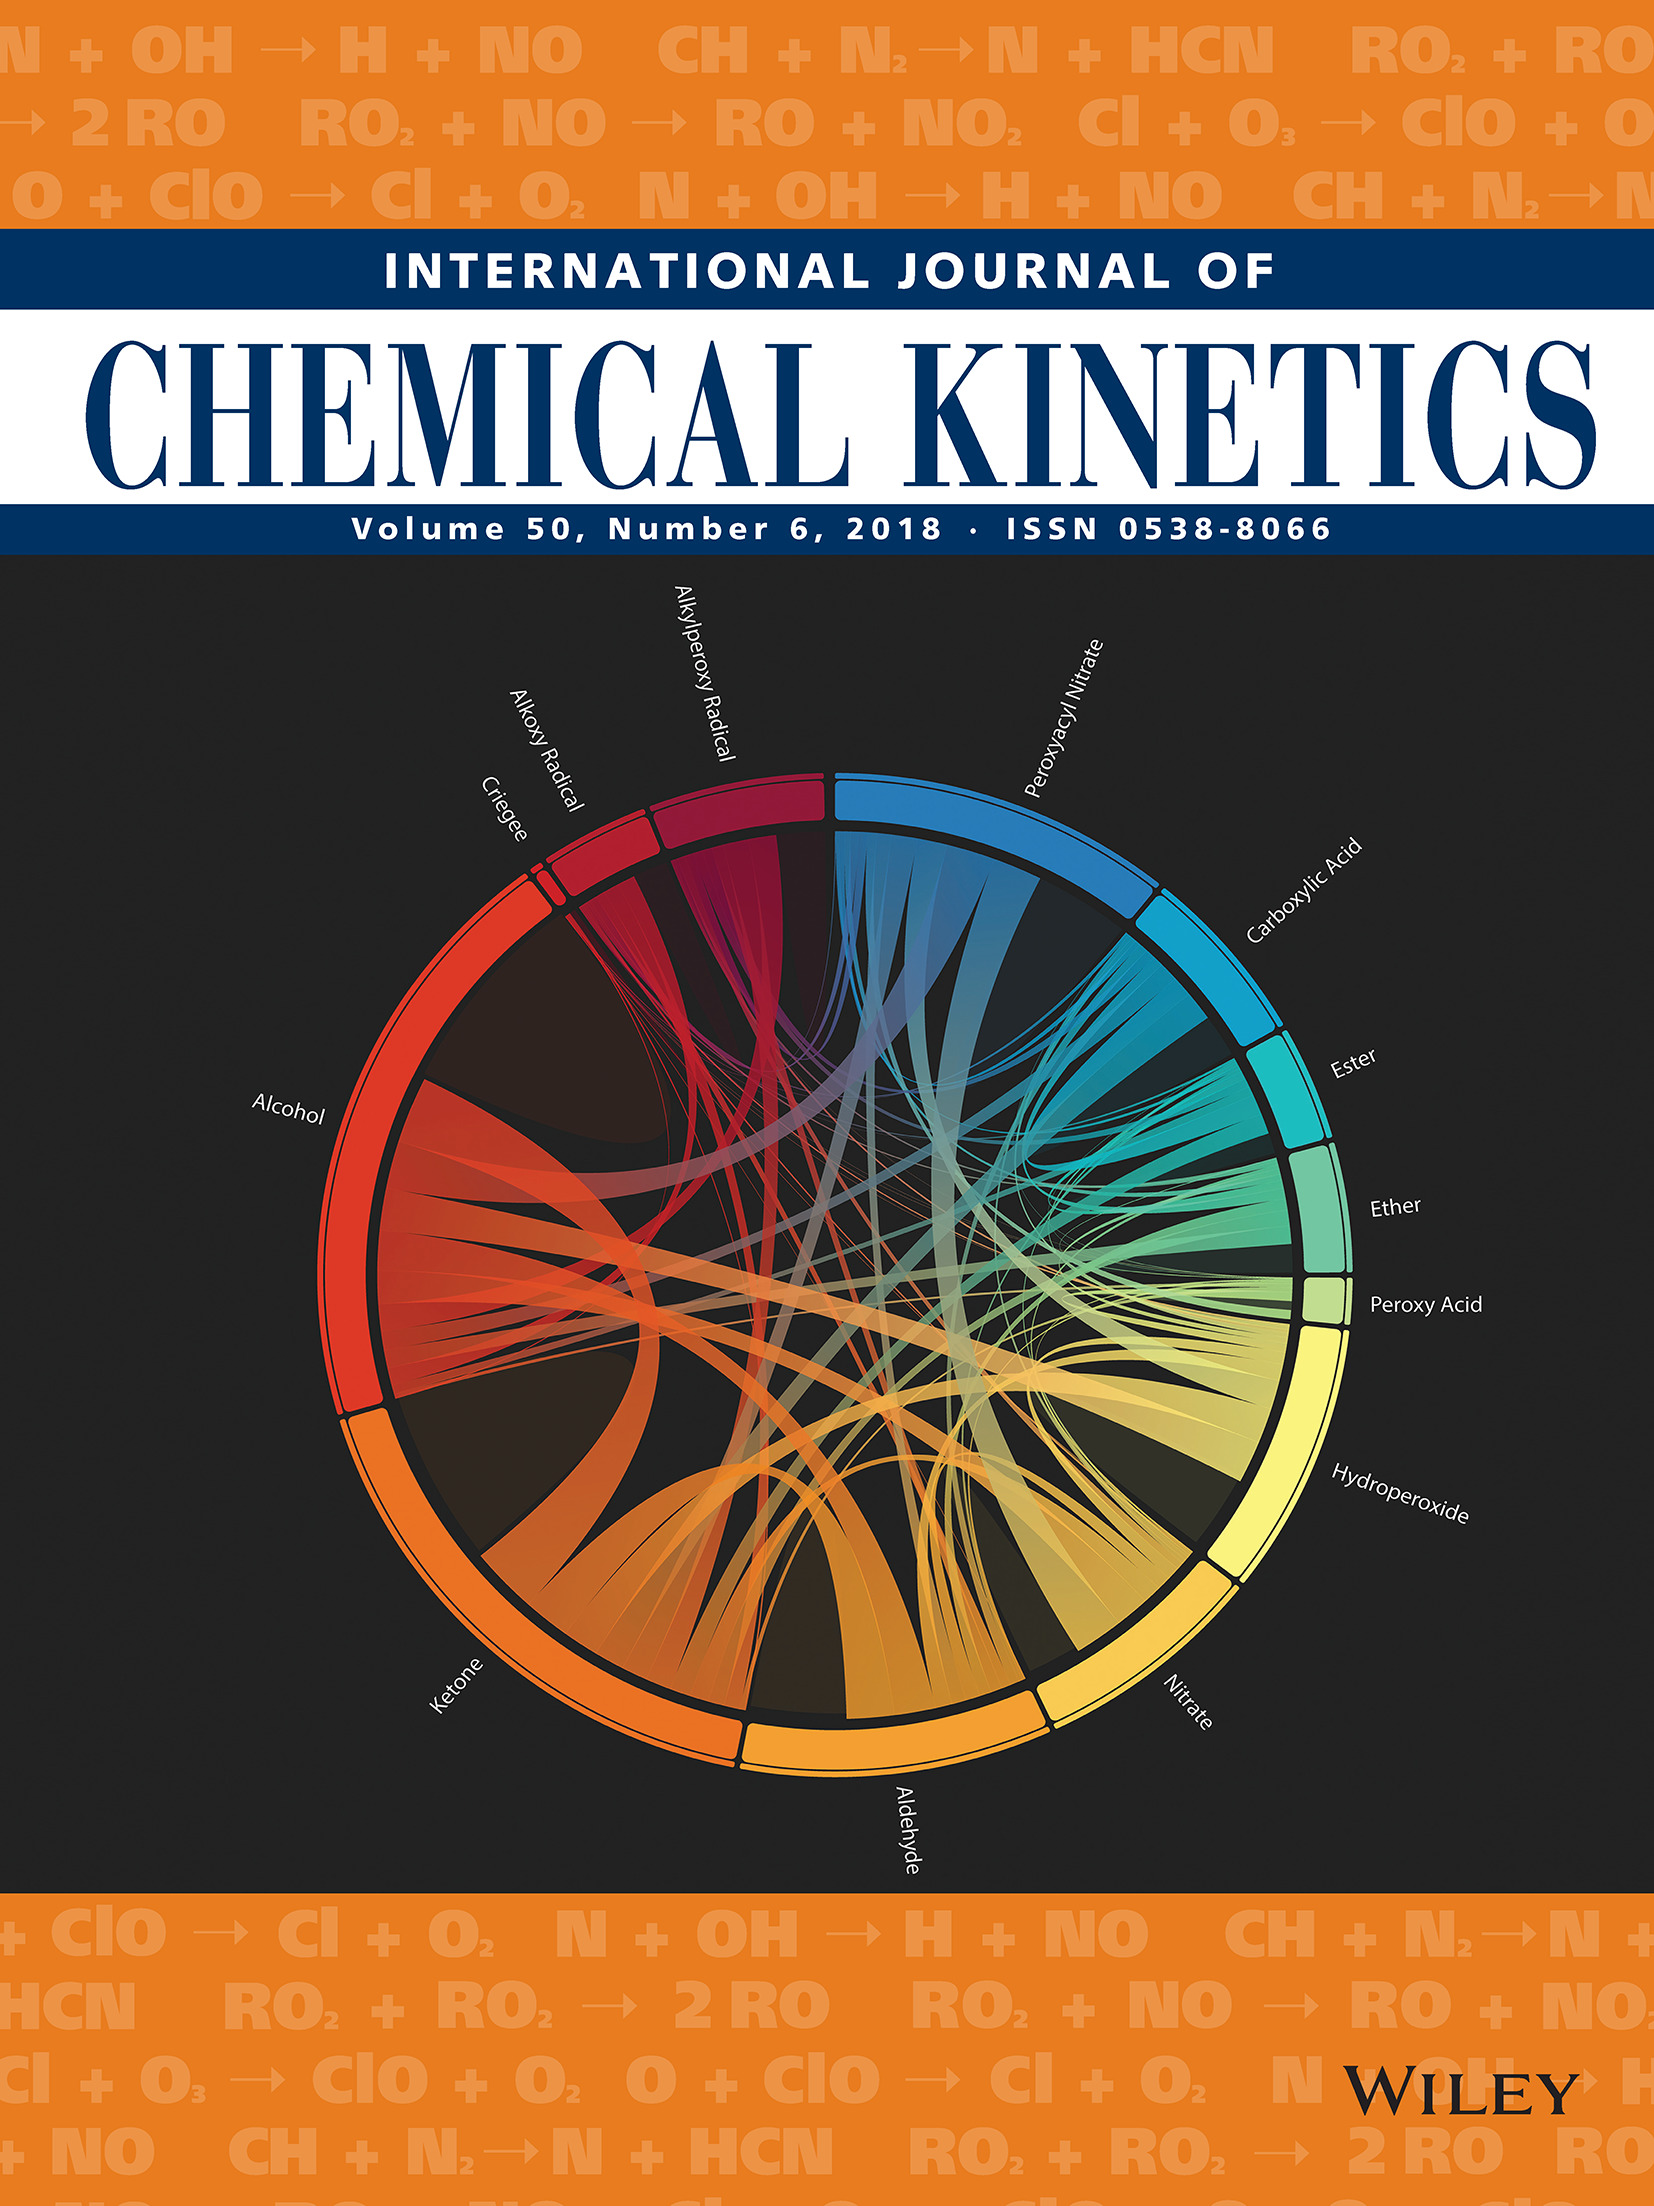 N + OH → H + NO CH + N₂ → N + HCN RO₂ + RO
→ 2 RO RO₂ + NO → RO + NO₂ Cl + O₃ → ClO + O
O + ClO → Cl + O₂ N + OH → H + NO CH + N₂ → N
INTERNATIONAL JOURNAL OF
CHEMICAL KINETICS
Volume 50, Number 6, 2018 · ISSN 0538-8066
Alkylperoxy Radical
Peroxyacyl Nitrate
Alkoxy Radical
Criegee
Carboxylic Acid
Ester
Alcohol
Ether
Peroxy Acid
Hydroperoxide
Ketone
Nitrate
Aldehyde
+ ClO → Cl + O₂ N + OH → H + NO CH + N₂ → N +
HCN RO₂ + RO₂ → 2 RO RO₂ + NO → RO + NO₂
Cl + O₃ → ClO + O₂ O + ClO → Cl + O₂ N + OH → H
WILEY
+ NO CH + N₂ → N + HCN RO₂ + RO₂ → 2 RO RO